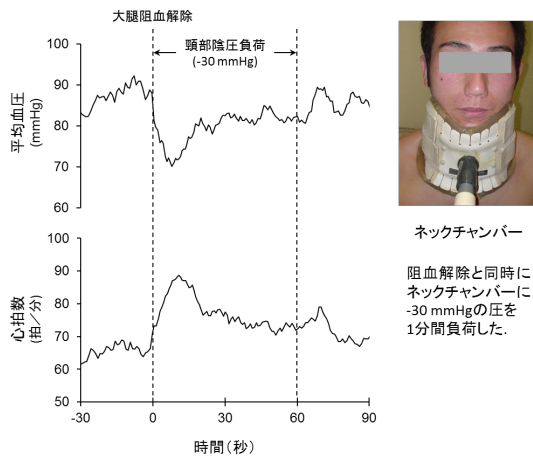 大腿阻血解除
頸部陰圧負荷
(-30 mmHg)
100
90
80
70
60
平均血圧
(mmHg)
100
90
80
70
60
50
心拍数
(拍／分)
-30
0
30
60
90
時間（秒）
ネックチャンバー
阻血解除と同時に
ネックチャンバーに
-30 mmHgの圧を
1分間負荷した.